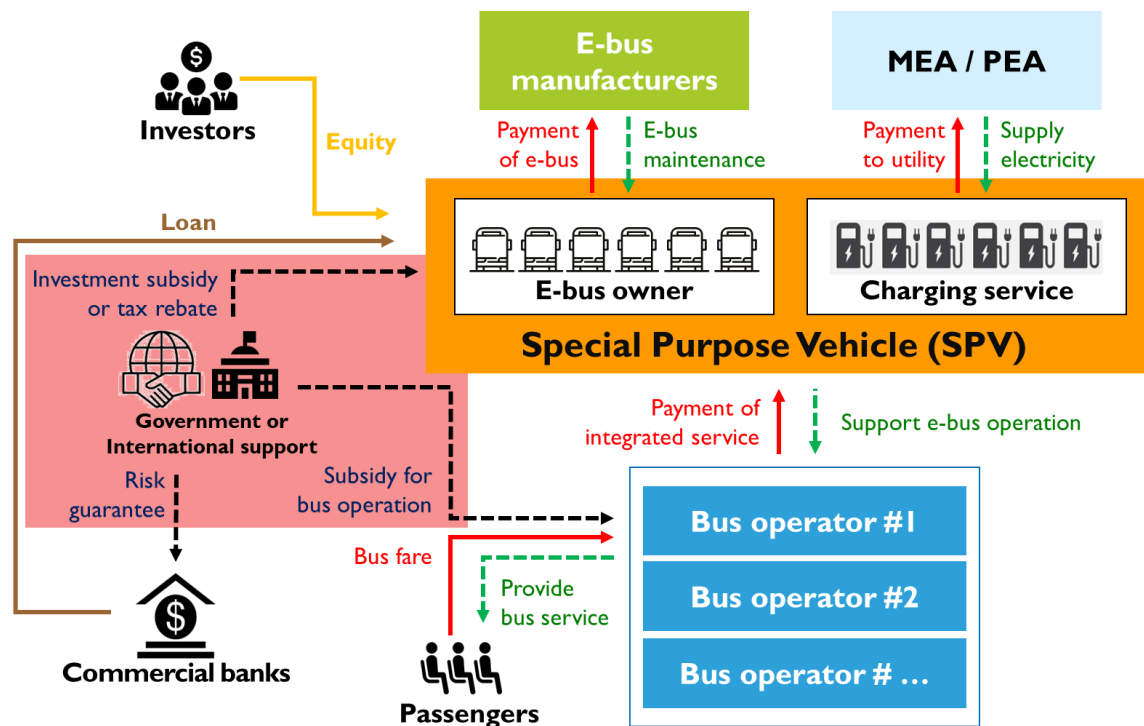 E-bus
manufacturers
MEA / PEA
$
Investors
Equity
Payment
of e-bus
E-bus
maintenance
Payment
to utility
Supply
electricity
Loan
E-bus owner
Charging service
Special Purpose Vehicle (SPV)
Investment subsidy
or tax rebate
Government or
International support
Payment of
integrated service
Support e-bus operation
Risk
guarantee
Subsidy for
bus operation
Bus operator #1
Bus fare
Provide
bus service
Bus operator #2
$
Commercial banks
Bus operator # …
Passengers